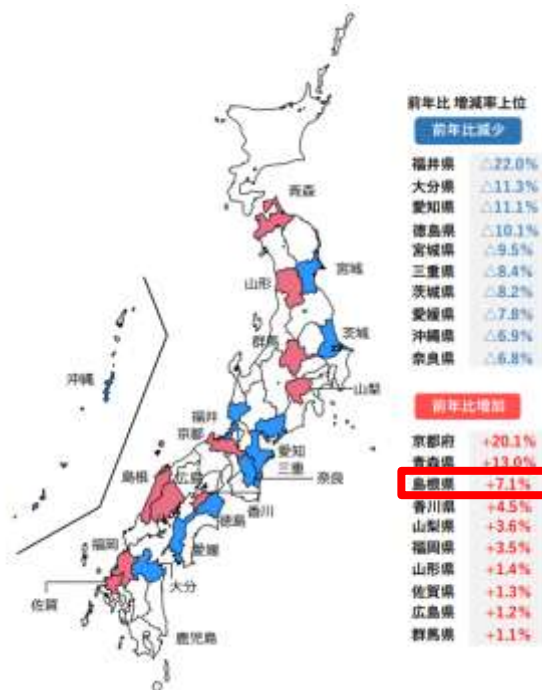 青森
宮城
山形
群馬
茨城
山梨
沖縄
福井
京都
愛知
三重
奈良
島根
広島
香川
徳島
愛媛
福岡
大分
佐賀
鹿児島
前年比 増減率上位
前年比減少
福井県 △22.0%
大分県 △11.3%
愛知県 △11.1%
徳島県 △10.1%
宮城県 △9.5%
三重県 △8.4%
茨城県 △8.2%
愛媛県 △7.8%
沖縄県 △6.9%
奈良県 △6.8%
前年比増加
京都府 +20.1%
青森県 +13.0%
島根県 +7.1%
香川県 +4.5%
山梨県 +3.6%
福岡県 +3.5%
山形県 +1.4%
佐賀県 +1.3%
広島県 +1.2%
群馬県 +1.1%